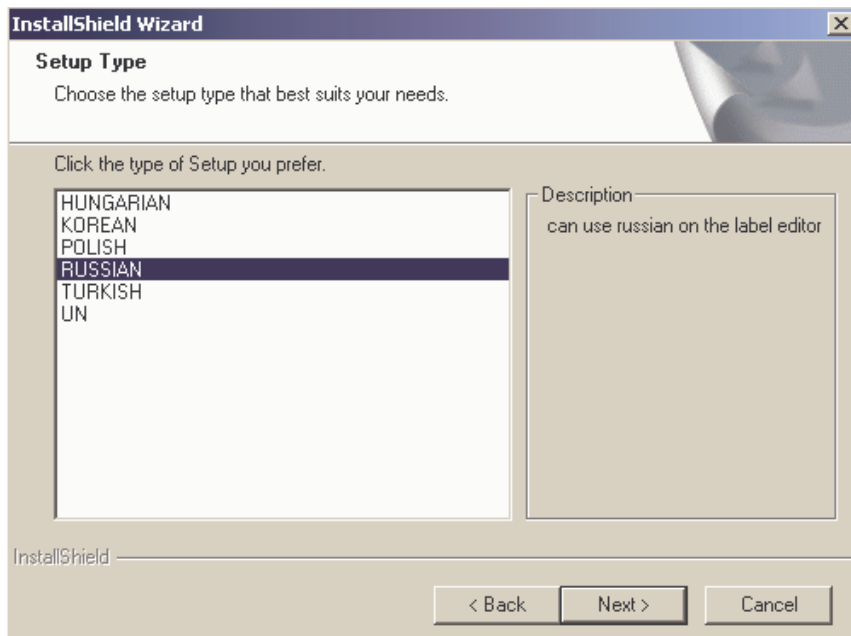 InstallShield Wizard
Setup Type
Choose the setup type that best suits your needs.
Click the type of Setup you prefer.
HUNGARIAN
KOREAN
POLISH
RUSSIAN
TURKISH
UN
Description
can use russian on the label editor
InstallShield
< Back
Next >
Cancel